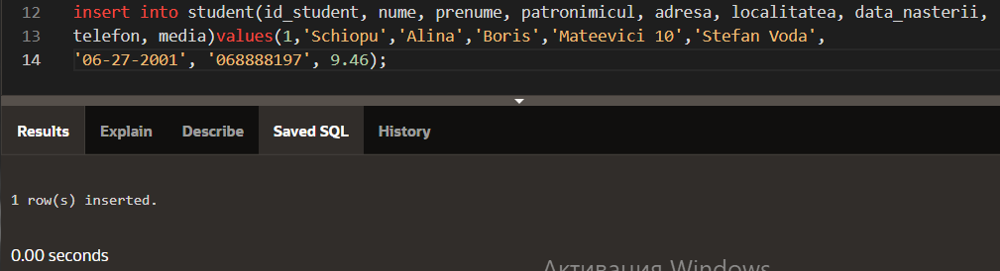 12 insert into student(id_student, nume, prenume, patronimicul, adresa, localitatea, data_nasterii,
13 telefon, media)values(1,'Schiopu','Alina','Boris','Mateevici 10','Stefan Voda',
14 '06-27-2001', '068888197', 9.46);
Results Explain Describe Saved SQL History
1 row(s) inserted.
0.00 seconds
Активация Windows